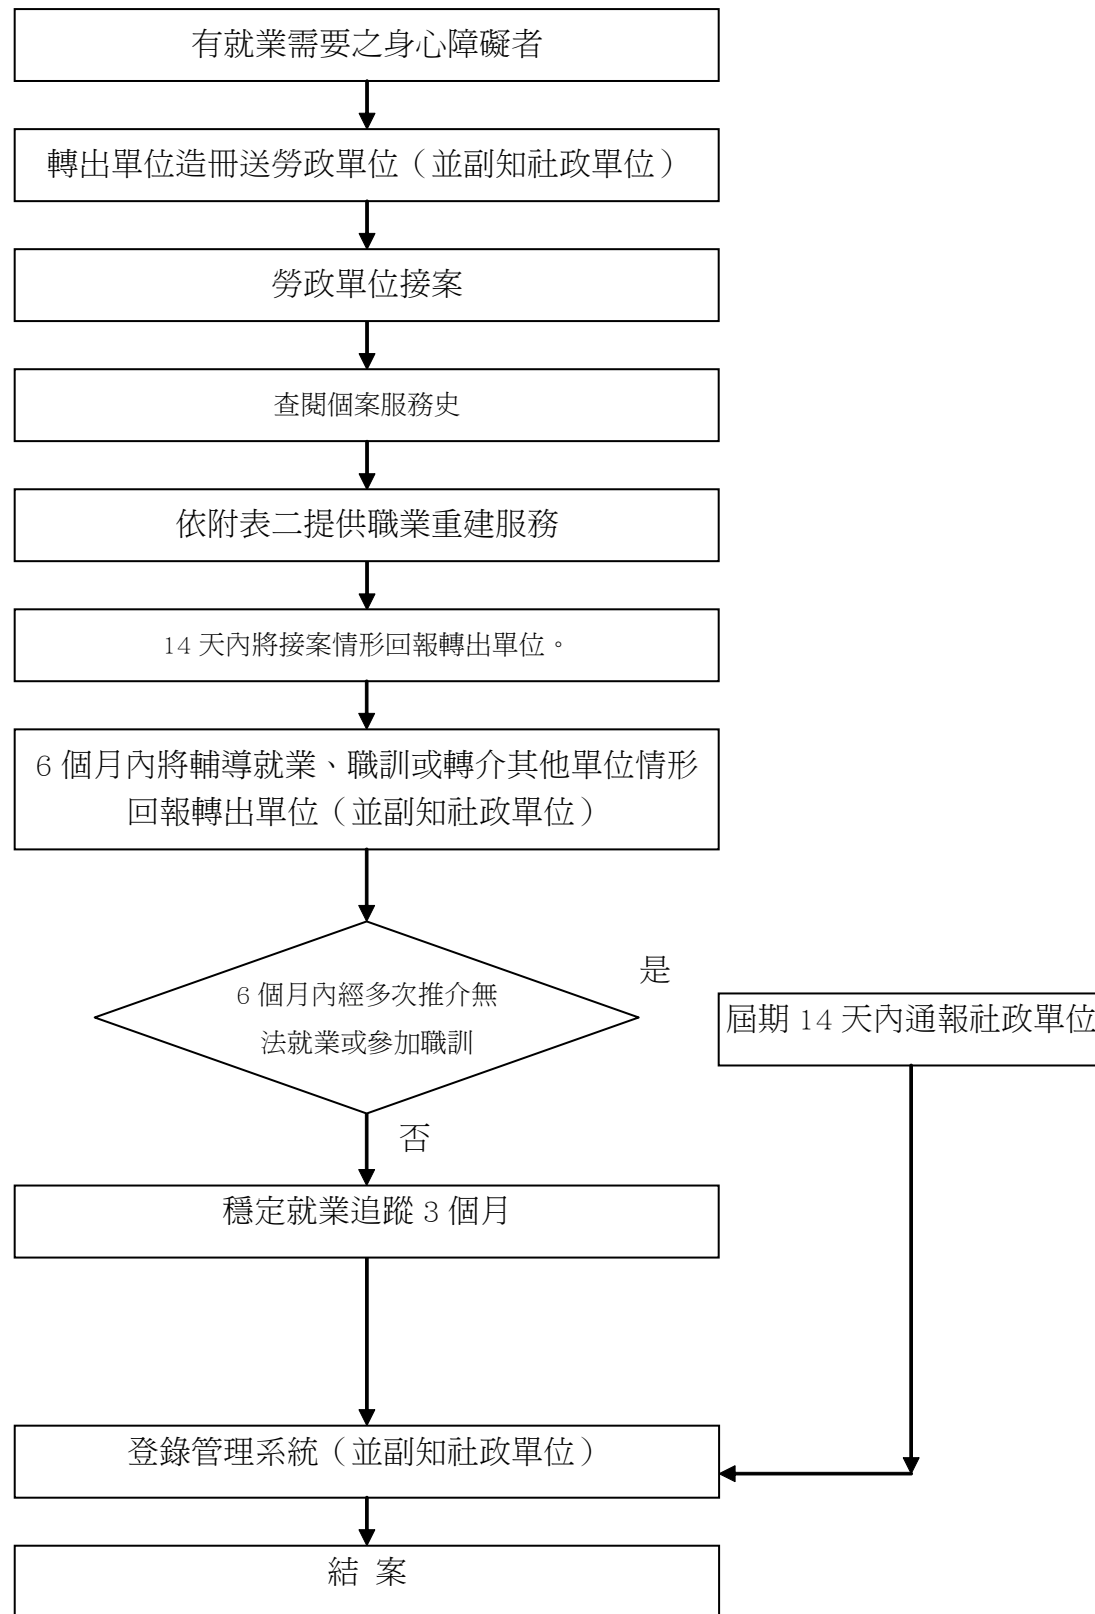 有就業需要之身心障礙者
轉出單位造冊送勞政單位（並副知社政單位）
勞政單位接案
查閱個案服務史
依附表二提供職業重建服務
14 天內將接案情形回報轉出單位。
6 個月內將輔導就業、職訓或轉介其他單位情形
回報轉出單位（並副知社政單位）
6 個月內經多次推介無
法就業或參加職訓
是
屆期 14 天內通報社政單位
否
穩定就業追蹤 3 個月
登錄管理系統（並副知社政單位）
結 案